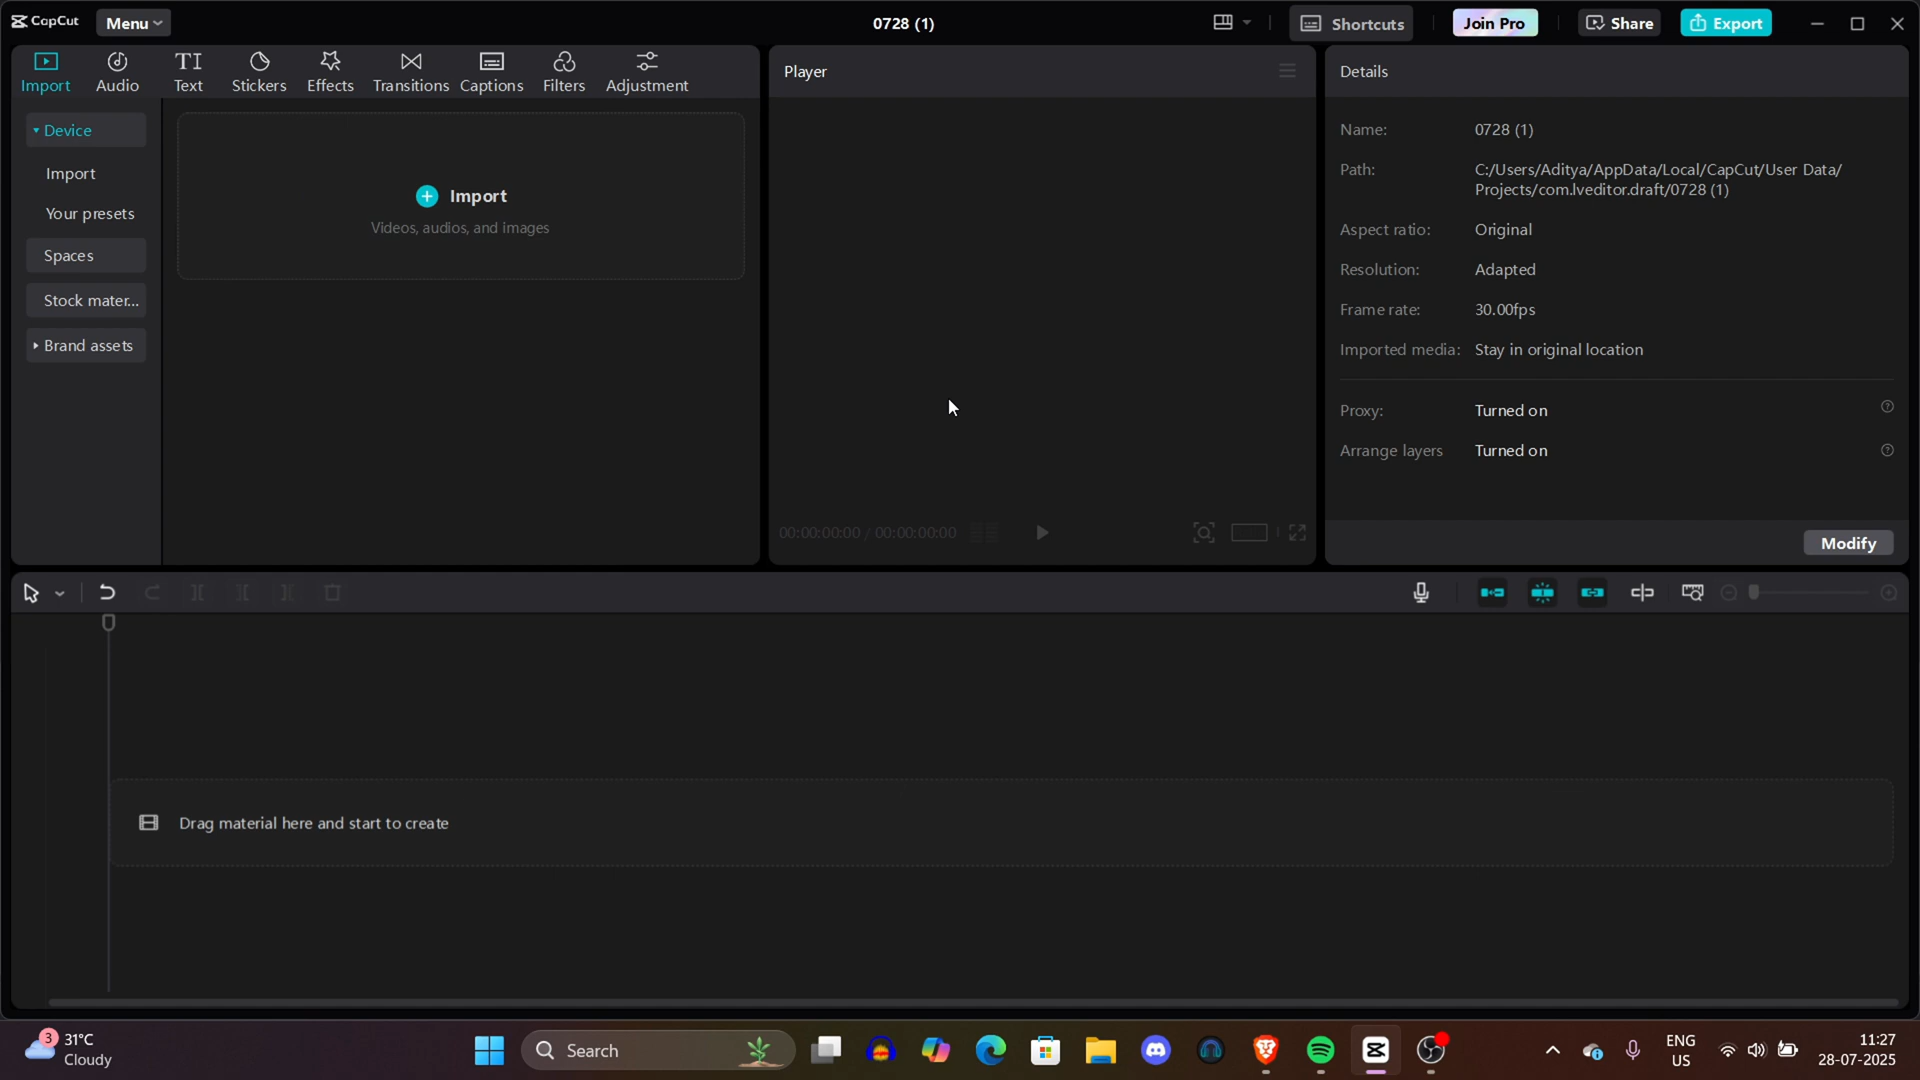 CapCut
Menu
0728 (1)
Shortcuts
Join Pro
Share
Export
Import
Audio
TI
Text
Stickers
Effects
Transitions
Captions
Filters
Adjustment
Device
Import
Your presets
Spaces
Stock mater...
Brand assets
Import
Videos, audios, and images
Player
00:00:00:00 / 00:00:00:00
Details
Name: 0728 (1)
Path: C:/Users/Aditya/AppData/Local/CapCut/User Data/
Projects/com.lveditor.draft/0728 (1)
Aspect ratio: Original
Resolution: Adapted
Frame rate: 30.00fps
Imported media: Stay in original location
Proxy: Turned on
Arrange layers Turned on
Modify
Drag material here and start to create
3
31°C
Cloudy
Search
ENG
US
11:27
28-07-2025